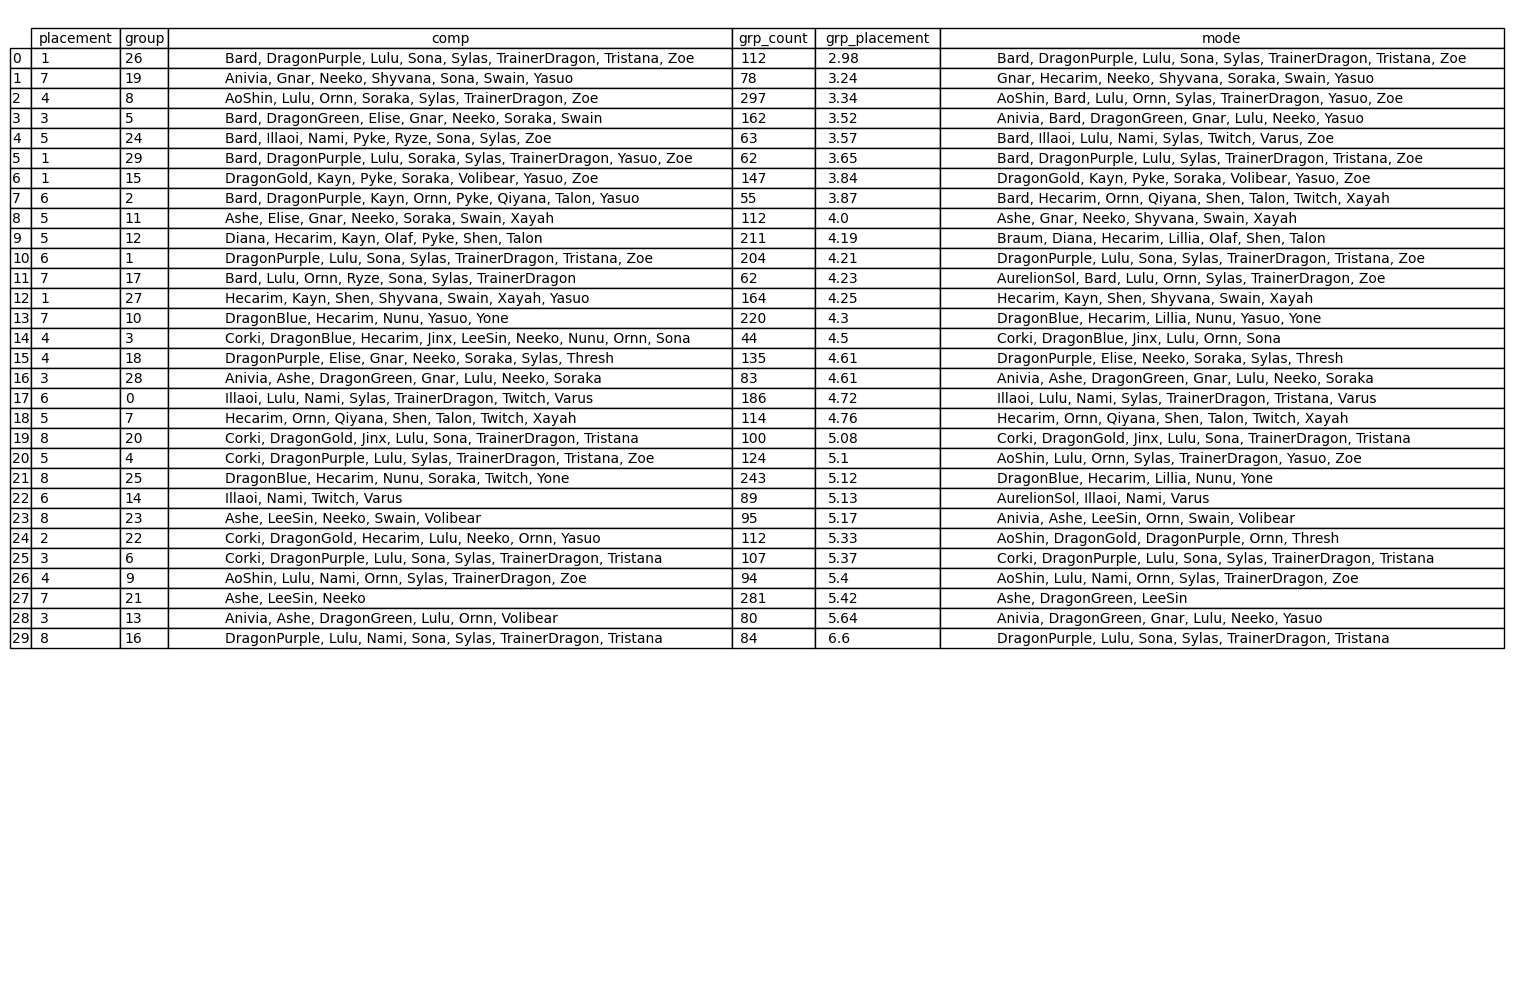 placement group comp grp_count grp_placement mode
0 1 26 Bard, DragonPurple, Lulu, Sona, Sylas, TrainerDragon, Tristana, Zoe 112 2.98 Bard, DragonPurple, Lulu, Sona, Sylas, TrainerDragon, Tristana, Zoe
1 7 19 Anivia, Gnar, Neeko, Shyvana, Sona, Swain, Yasuo 78 3.24 Gnar, Hecarim, Neeko, Shyvana, Soraka, Swain, Yasuo
2 4 8 AoShin, Lulu, Ornn, Soraka, Sylas, TrainerDragon, Zoe 297 3.34 AoShin, Bard, Lulu, Ornn, Sylas, TrainerDragon, Yasuo, Zoe
3 3 5 Bard, DragonGreen, Elise, Gnar, Neeko, Soraka, Swain 162 3.52 Anivia, Bard, DragonGreen, Gnar, Lulu, Neeko, Yasuo
4 5 24 Bard, Illaoi, Nami, Pyke, Ryze, Sona, Sylas, Zoe 63 3.57 Bard, Illaoi, Lulu, Nami, Sylas, Twitch, Varus, Zoe
5 1 29 Bard, DragonPurple, Lulu, Soraka, Sylas, TrainerDragon, Yasuo, Zoe 62 3.65 Bard, DragonPurple, Lulu, Sylas, TrainerDragon, Tristana, Zoe
6 1 15 DragonGold, Kayn, Pyke, Soraka, Volibear, Yasuo, Zoe 147 3.84 DragonGold, Kayn, Pyke, Soraka, Volibear, Yasuo, Zoe
7 6 2 Bard, DragonPurple, Kayn, Ornn, Pyke, Qiyana, Talon, Yasuo 55 3.87 Bard, Hecarim, Ornn, Qiyana, Shen, Talon, Twitch, Xayah
8 5 11 Ashe, Elise, Gnar, Neeko, Soraka, Swain, Xayah 112 4.0 Ashe, Gnar, Neeko, Shyvana, Swain, Xayah
9 5 12 Diana, Hecarim, Kayn, Olaf, Pyke, Shen, Talon 211 4.19 Braum, Diana, Hecarim, Lillia, Olaf, Shen, Talon
10 6 1 DragonPurple, Lulu, Sona, Sylas, TrainerDragon, Tristana, Zoe 204 4.21 DragonPurple, Lulu, Sona, Sylas, TrainerDragon, Tristana, Zoe
11 7 17 Bard, Lulu, Ornn, Ryze, Sona, Sylas, TrainerDragon 62 4.23 AurelionSol, Bard, Lulu, Ornn, Sylas, TrainerDragon, Zoe
12 1 27 Hecarim, Kayn, Shen, Shyvana, Swain, Xayah, Yasuo 164 4.25 Hecarim, Kayn, Shen, Shyvana, Swain, Xayah
13 7 10 DragonBlue, Hecarim, Nunu, Yasuo, Yone 220 4.3 DragonBlue, Hecarim, Lillia, Nunu, Yasuo, Yone
14 4 3 Corki, DragonBlue, Hecarim, Jinx, LeeSin, Neeko, Nunu, Ornn, Sona 44 4.5 Corki, DragonBlue, Jinx, Lulu, Ornn, Sona
15 4 18 DragonPurple, Elise, Gnar, Neeko, Soraka, Sylas, Thresh 135 4.61 DragonPurple, Elise, Neeko, Soraka, Sylas, Thresh
16 3 28 Anivia, Ashe, DragonGreen, Gnar, Lulu, Neeko, Soraka 83 4.61 Anivia, Ashe, DragonGreen, Gnar, Lulu, Neeko, Soraka
17 6 0 Illaoi, Lulu, Nami, Sylas, TrainerDragon, Twitch, Varus 186 4.72 Illaoi, Lulu, Nami, Sylas, TrainerDragon, Tristana, Varus
18 5 7 Hecarim, Ornn, Qiyana, Shen, Talon, Twitch, Xayah 114 4.76 Hecarim, Ornn, Qiyana, Shen, Talon, Twitch, Xayah
19 8 20 Corki, DragonGold, Jinx, Lulu, Sona, TrainerDragon, Tristana 100 5.08 Corki, DragonGold, Jinx, Lulu, Sona, TrainerDragon, Tristana
20 5 4 Corki, DragonPurple, Lulu, Sylas, TrainerDragon, Tristana, Zoe 124 5.1 AoShin, Lulu, Ornn, Sylas, TrainerDragon, Yasuo, Zoe
21 8 25 DragonBlue, Hecarim, Nunu, Soraka, Twitch, Yone 243 5.12 DragonBlue, Hecarim, Lillia, Nunu, Yone
22 6 14 Illaoi, Nami, Twitch, Varus 89 5.13 AurelionSol, Illaoi, Nami, Varus
23 8 23 Ashe, LeeSin, Neeko, Swain, Volibear 95 5.17 Anivia, Ashe, LeeSin, Ornn, Swain, Volibear
24 2 22 Corki, DragonGold, Hecarim, Lulu, Neeko, Ornn, Yasuo 112 5.33 AoShin, DragonGold, DragonPurple, Ornn, Thresh
25 3 6 Corki, DragonPurple, Lulu, Sona, Sylas, TrainerDragon, Tristana 107 5.37 Corki, DragonPurple, Lulu, Sona, Sylas, TrainerDragon, Tristana
26 4 9 AoShin, Lulu, Nami, Ornn, Sylas, TrainerDragon, Zoe 94 5.4 AoShin, Lulu, Nami, Ornn, Sylas, TrainerDragon, Zoe
27 7 21 Ashe, LeeSin, Neeko 281 5.42 Ashe, DragonGreen, LeeSin
28 3 13 Anivia, Ashe, DragonGreen, Lulu, Ornn, Volibear 80 5.64 Anivia, DragonGreen, Gnar, Lulu, Neeko, Yasuo
29 8 16 DragonPurple, Lulu, Nami, Sona, Sylas, TrainerDragon, Tristana 84 6.6 DragonPurple, Lulu, Sona, Sylas, TrainerDragon, Tristana